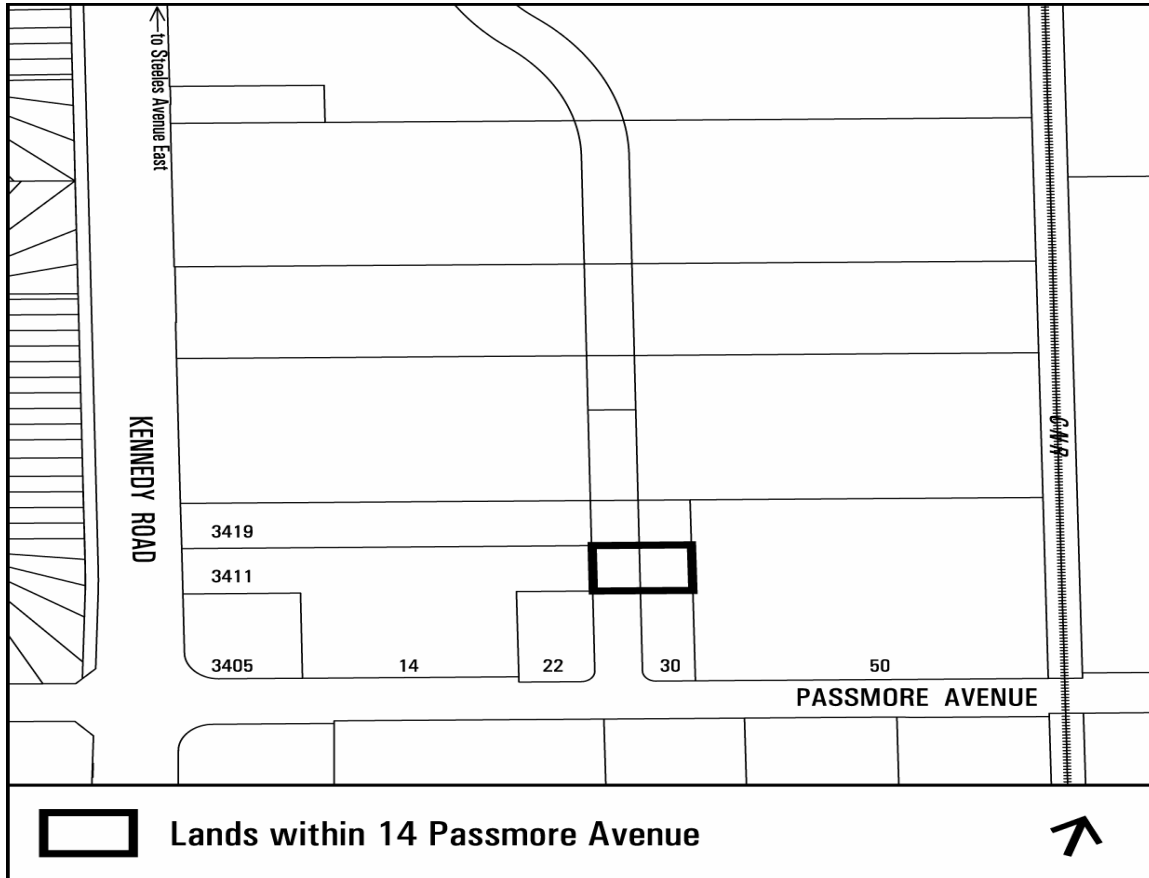 to Steeles Avenue East
KENNEDY ROAD
CNR
3419
3411
3405
14
22
30
50
PASSMORE AVENUE
Lands within 14 Passmore Avenue